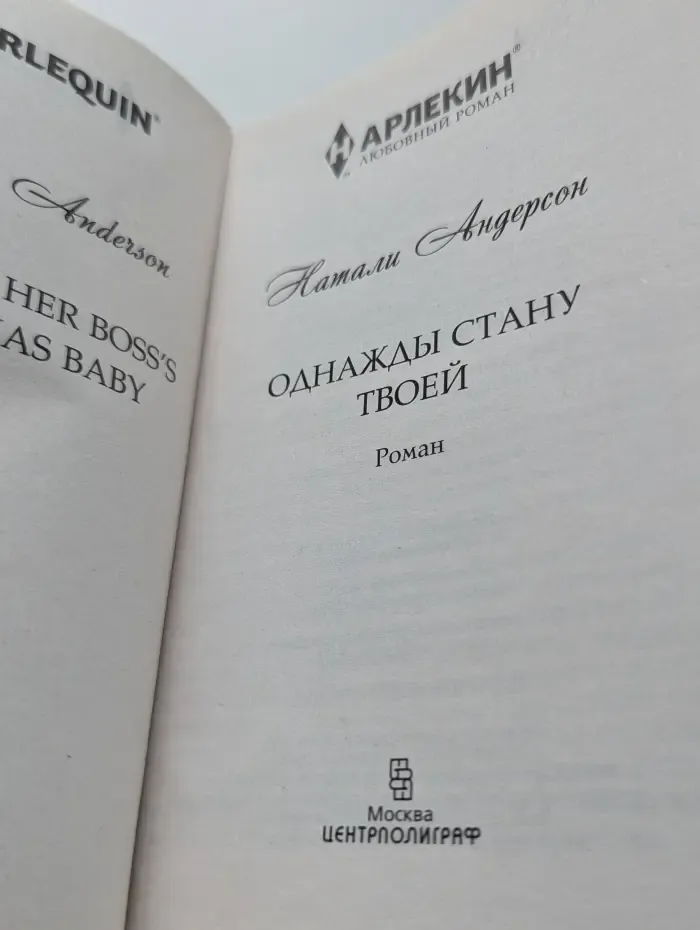 RLEQUIN®
Anderson
HER BOSS'S
AS BABY
АРЛЕКИН®
ЛЮБОВНЫЙ РОМАН
Натали Андерсон
ОДНАЖДЫ СТАНУ
ТВОЕЙ
Роман
Москва
ЦЕНТРПОЛИГРАФ